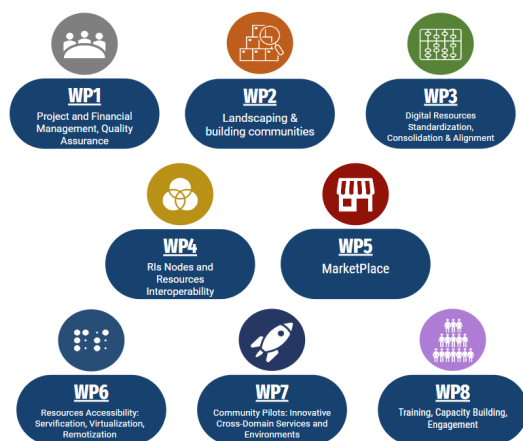 WP1
Project and Financial
Management, Quality
Assurance
WP2
Landscaping &
building communities
WP3
Digital Resources
Standardization,
Consolidation & Alignment
WP4
RIs Nodes and
Resources
Interoperability
WP5
MarketPlace
WP6
Resources Accessibility:
Servification, Virtualization,
Remotization
WP7
Community Pilots: Innovative
Cross-Domain Services and
Environments
WP8
Training, Capacity Building,
Engagement